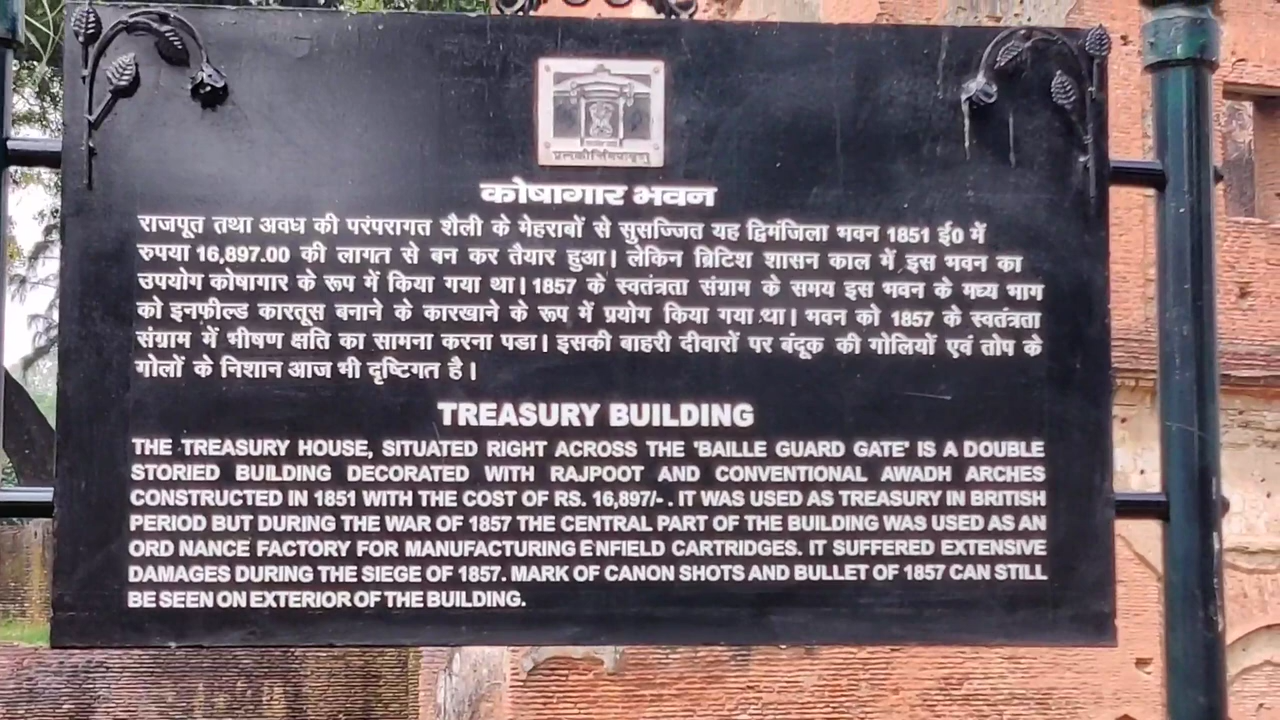 प्रत्नकीर्तिमपावृणु
कोषागार भवन
राजपूत तथा अवध की परंपरागत शैली के मेहराबों से सुसज्जित यह द्विमंजिला भवन 1851 ई0 में
रुपया 16,897.00 की लागत से बन कर तैयार हुआ। लेकिन ब्रिटिश शासन काल में इस भवन का
उपयोग कोषागार के रूप में किया गया था। 1857 के स्वतंत्रता संग्राम के समय इस भवन के मध्य भाग
को इनफील्ड कारतूस बनाने के कारखाने के रूप में प्रयोग किया गया था। भवन को 1857 के स्वतंत्रता
संग्राम में भीषण क्षति का सामना करना पडा। इसकी बाहरी दीवारों पर बंदूक की गोलियों एवं तोप के
गोलों के निशान आज भी दृष्टिगत है।
TREASURY BUILDING
THE TREASURY HOUSE, SITUATED RIGHT ACROSS THE 'BAILLE GUARD GATE' IS A DOUBLE
STORIED BUILDING DECORATED WITH RAJPOOT AND CONVENTIONAL AWADH ARCHES
CONSTRUCTED IN 1851 WITH THE COST OF RS. 16,897/- . IT WAS USED AS TREASURY IN BRITISH
PERIOD BUT DURING THE WAR OF 1857 THE CENTRAL PART OF THE BUILDING WAS USED AS AN
ORD NANCE FACTORY FOR MANUFACTURING ENFIELD CARTRIDGES. IT SUFFERED EXTENSIVE
DAMAGES DURING THE SIEGE OF 1857. MARK OF CANON SHOTS AND BULLET OF 1857 CAN STILL
BE SEEN ON EXTERIOR OF THE BUILDING.